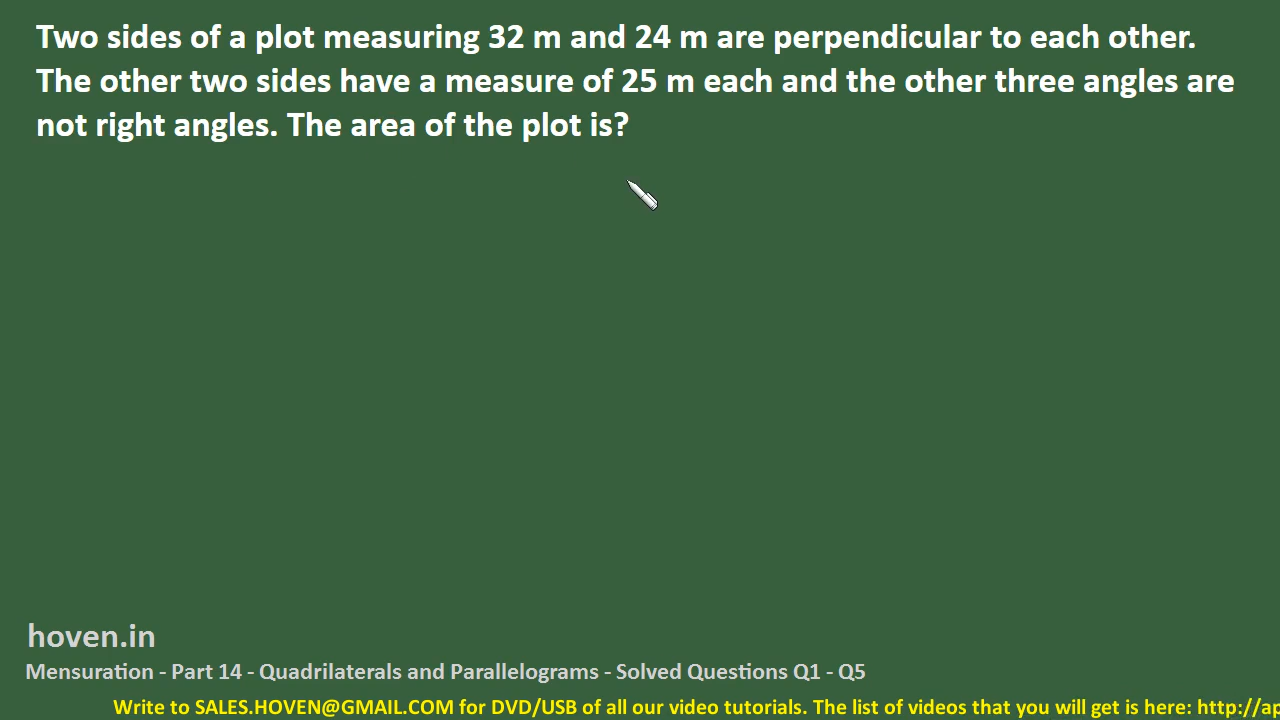 Two sides of a plot measuring 32 m and 24 m are perpendicular to each other.
The other two sides have a measure of 25 m each and the other three angles are
not right angles. The area of the plot is?
hoven.in
Mensuration - Part 14 - Quadrilaterals and Parallelograms - Solved Questions Q1 - Q5
Write to SALES.HOVEN@GMAIL.COM for DVD/USB of all our video tutorials. The list of videos that you will get is here: http://ap